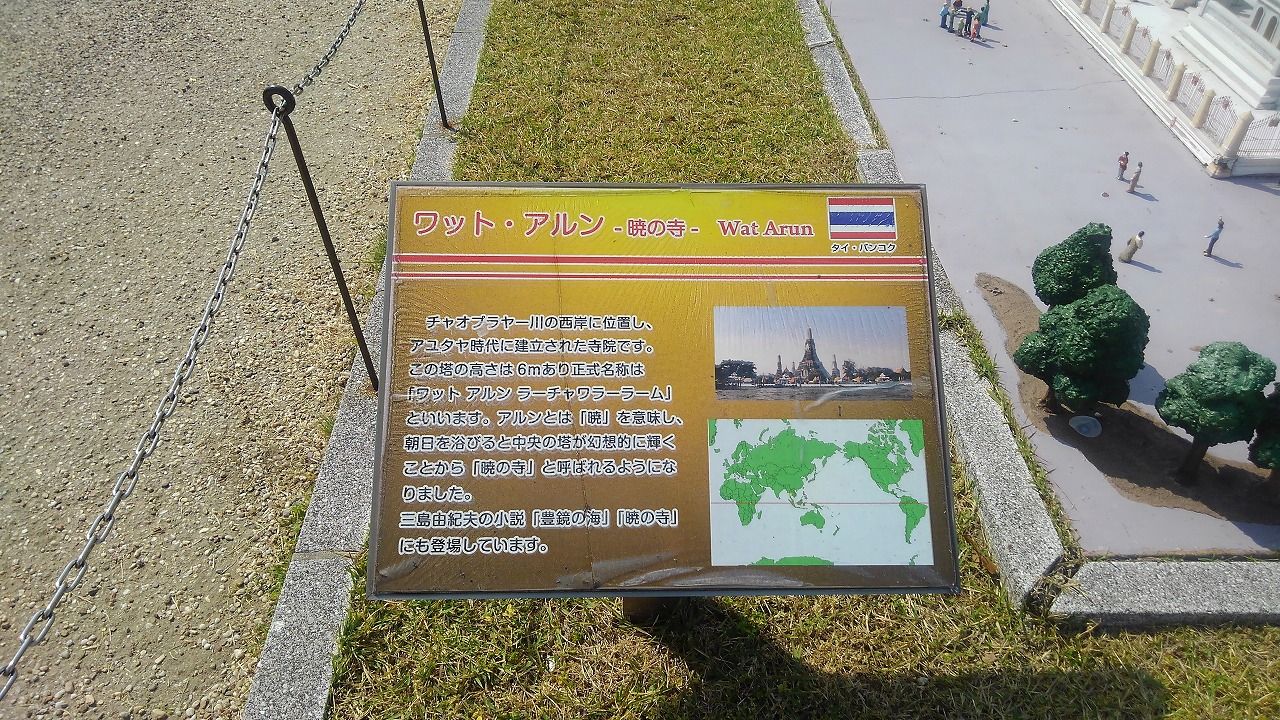 ワット・アルン - 暁の寺 - Wat Arun
タイ・バンコク
チャオプラヤー川の西岸に位置し、
アユタヤ時代に建立された寺院です。
この塔の高さは6mあり正式名称は
「ワット アルン ラーチャワラーラーム」
といいます。アルンとは「暁」を意味し、
朝日を浴びると中央の塔が幻想的に輝く
ことから「暁の寺」と呼ばれるようにな
りました。
三島由紀夫の小説「豊鏡の海」「暁の寺」
にも登場しています。